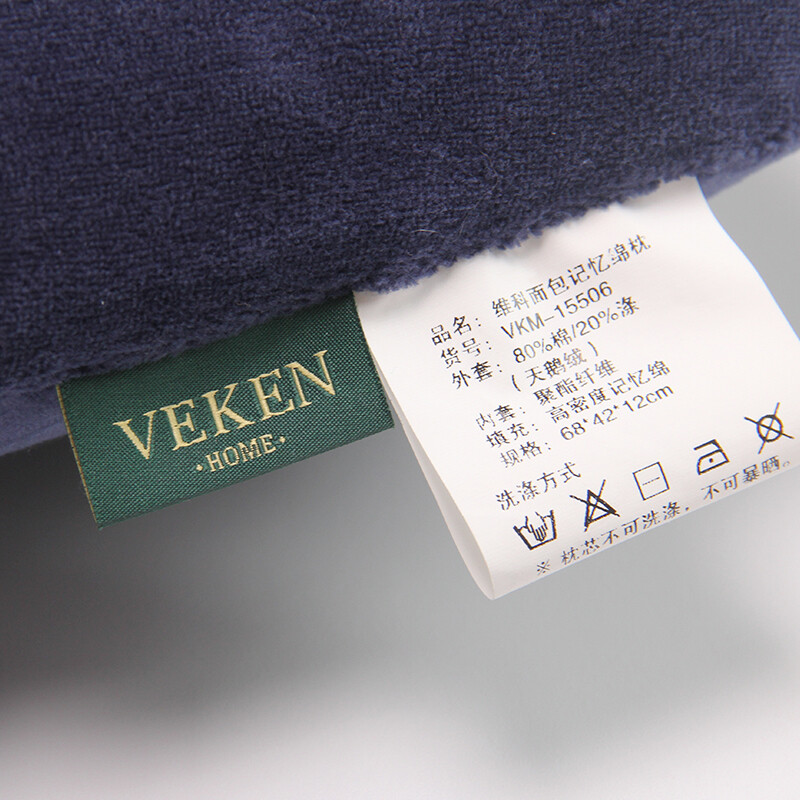 VEKEN
·HOME·
品名：维科面包记忆绵枕
货号：VKM-15506
外套：80%棉/20%涤
（天鹅绒）
内套：聚酯纤维
填充：高密度记忆绵
规格：68*42*12cm
洗涤方式
※ 枕芯不可洗涤，不可暴晒。